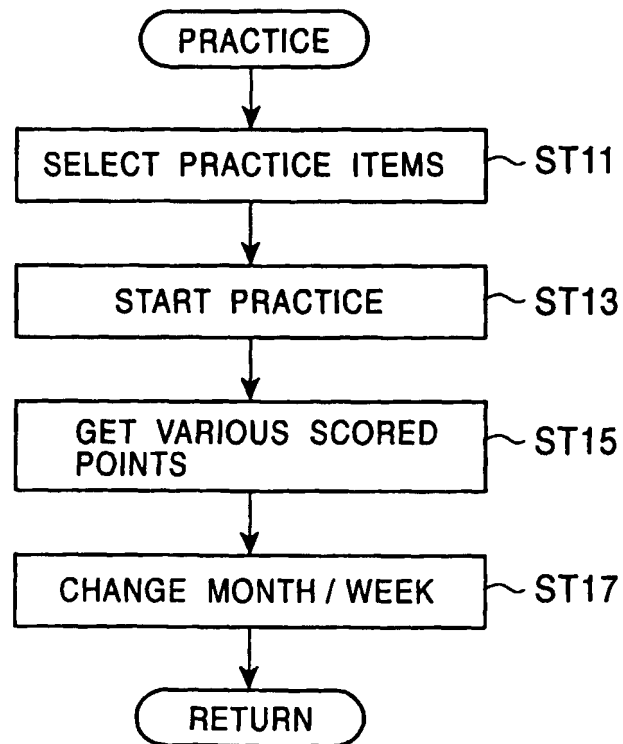 PRACTICE
SELECT PRACTICE ITEMS
ST11
START PRACTICE
ST13
GET VARIOUS SCORED
POINTS
ST15
CHANGE MONTH / WEEK
ST17
RETURN